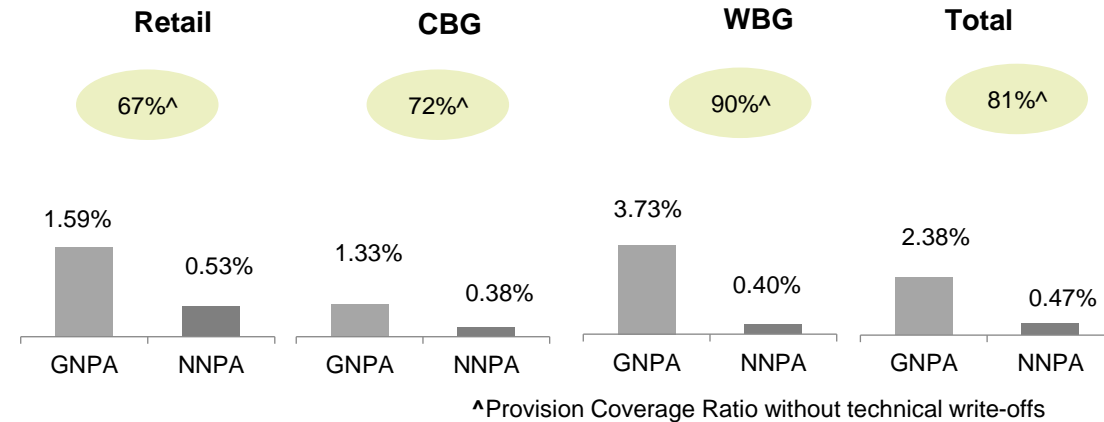 Retail CBG WBG Total
67%^ 72%^ 90%^ 81%^
1.59% 0.53% 1.33% 0.38% 3.73% 0.40% 2.38% 0.47%
GNPA NNPA GNPA NNPA GNPA NNPA GNPA NNPA
^Provision Coverage Ratio without technical write-offs